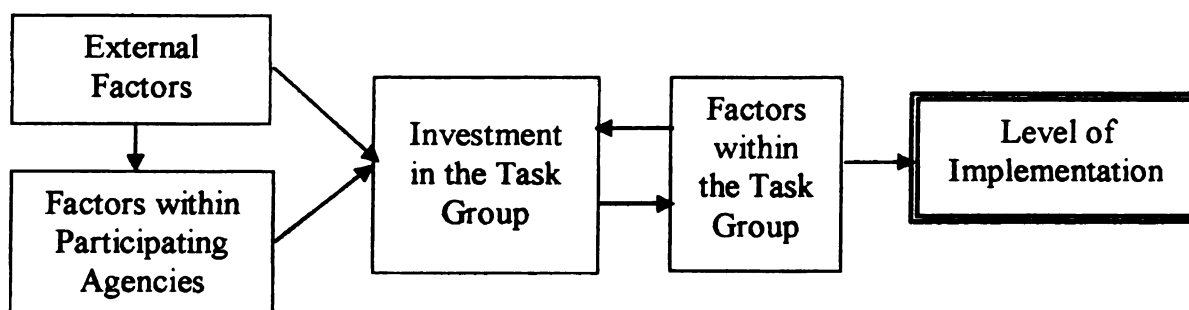 External
Factors
Factors within
Participating
Agencies
Investment
in the Task
Group
Factors
within
the Task
Group
Level of
Implementation